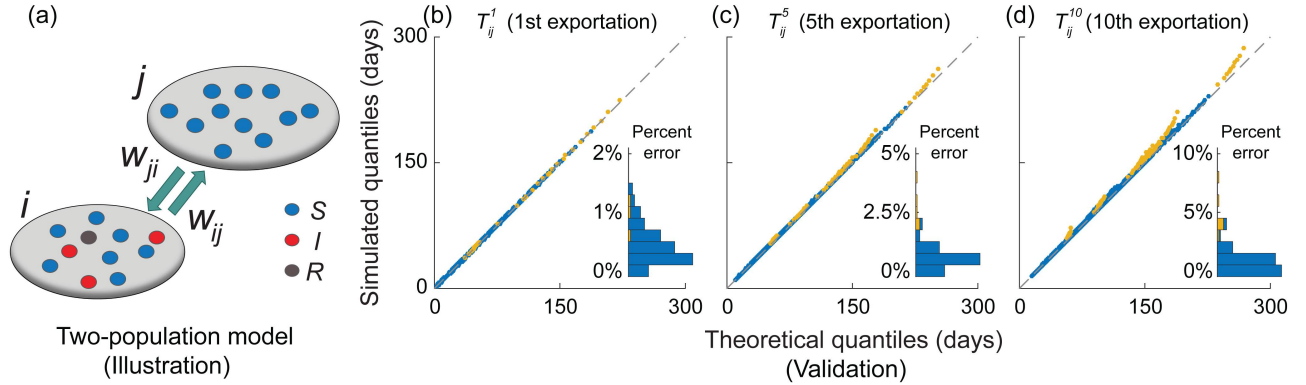 (a)
j
w_ji
w_ij
i
S
I
R
Two-population model
(Illustration)
Simulated quantiles (days)
(b)
T_ij^1 (1st exportation)
300
150
0
0
150
300
Percent
error
2%
1%
0%
(c)
T_ij^5 (5th exportation)
0
150
300
Percent
error
5%
2.5%
0%
(d)
T_ij^10 (10th exportation)
0
150
300
Percent
error
10%
5%
0%
Theoretical quantiles (days)
(Validation)